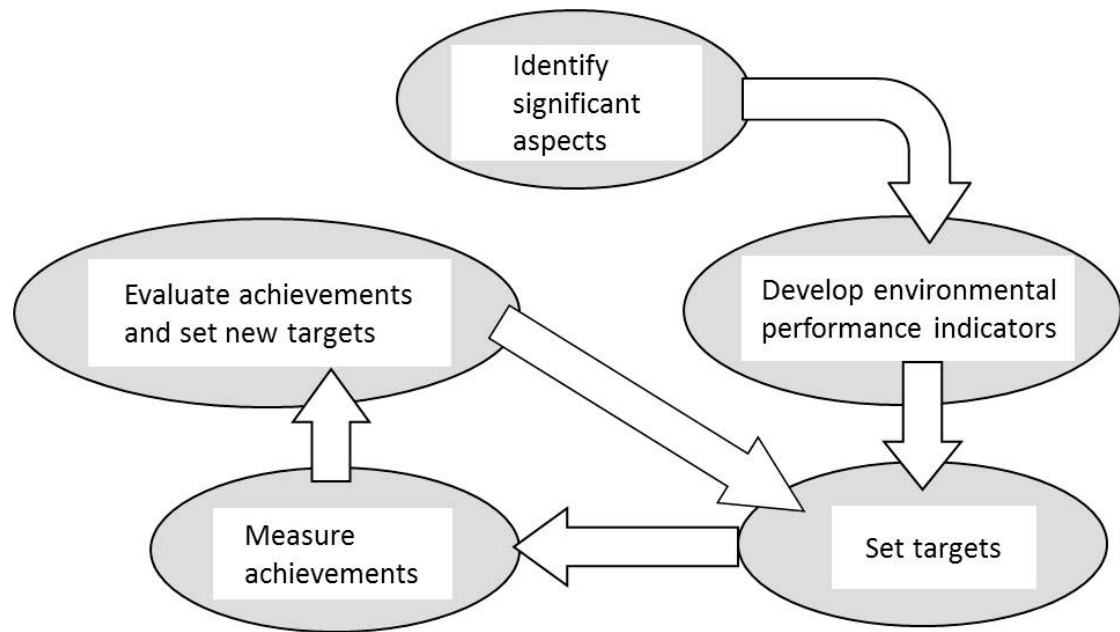 Identify
significant
aspects
Develop environmental
performance indicators
Set targets
Measure
achievements
Evaluate achievements
and set new targets